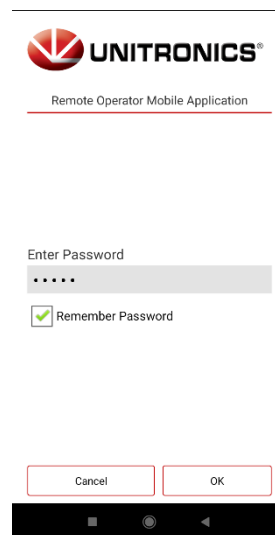 UNITRONICS®
Remote Operator Mobile Application
Enter Password
•••••
Remember Password
Cancel
OK